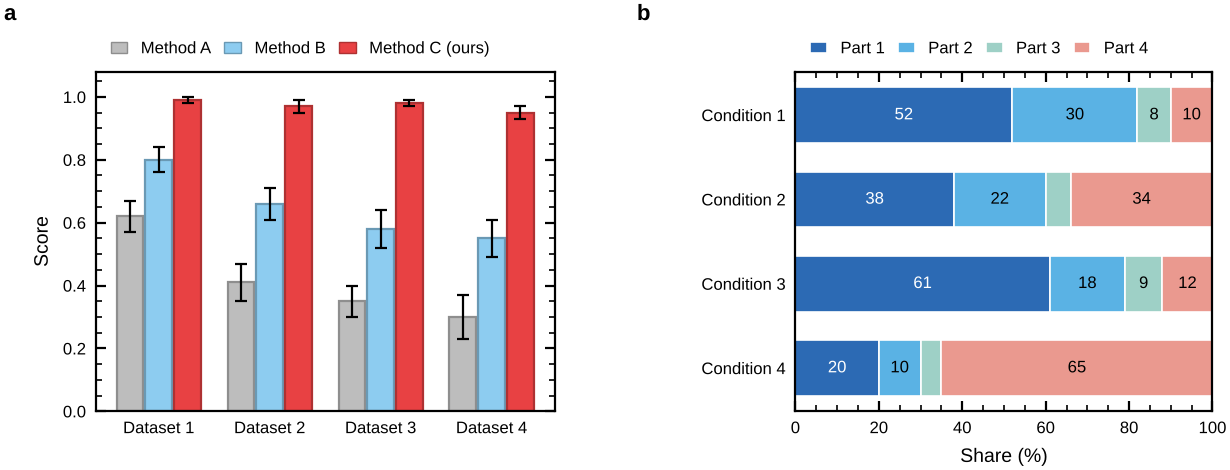 a
Method A Method B Method C (ours)
1.0
0.8
0.6
0.4
0.2
0.0
Score
Dataset 1 Dataset 2 Dataset 3 Dataset 4
b
Part 1 Part 2 Part 3 Part 4
Condition 1 52 30 8 10
Condition 2 38 22 34
Condition 3 61 18 9 12
Condition 4 20 10 65
0 20 40 60 80 100
Share (%)